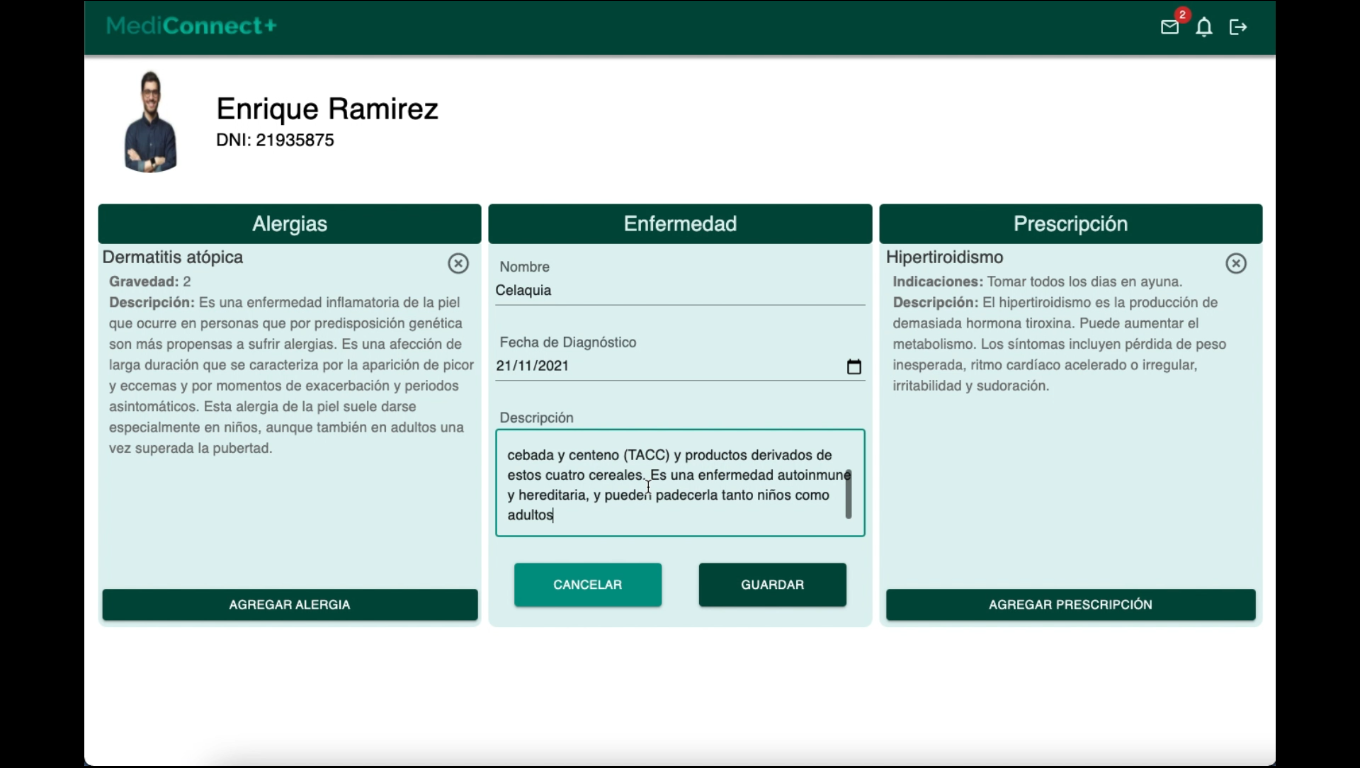 MediConnect+
2
Enrique Ramirez
DNI: 21935875
Alergias
Dermatitis atópica
Gravedad: 2
Descripción: Es una enfermedad inflamatoria de la piel
que ocurre en personas que por predisposición genética
son más propensas a sufrir alergias. Es una afección de
larga duración que se caracteriza por la aparición de picor
y eccemas y por momentos de exacerbación y periodos
asintomáticos. Esta alergia de la piel suele darse
especialmente en niños, aunque también en adultos una
vez superada la pubertad.
AGREGAR ALERGIA
Enfermedad
Nombre
Celaquia
Fecha de Diagnóstico
21/11/2021
Descripción
cebada y centeno (TACC) y productos derivados de
estos cuatro cereales. Es una enfermedad autoinmune
y hereditaria, y pueden padecerla tanto niños como
adultos
CANCELAR
GUARDAR
Prescripción
Hipertiroidismo
Indicaciones: Tomar todos los dias en ayuna.
Descripción: El hipertiroidismo es la producción de
demasiada hormona tiroxina. Puede aumentar el
metabolismo. Los síntomas incluyen pérdida de peso
inesperada, ritmo cardíaco acelerado o irregular,
irritabilidad y sudoración.
AGREGAR PRESCRIPCIÓN